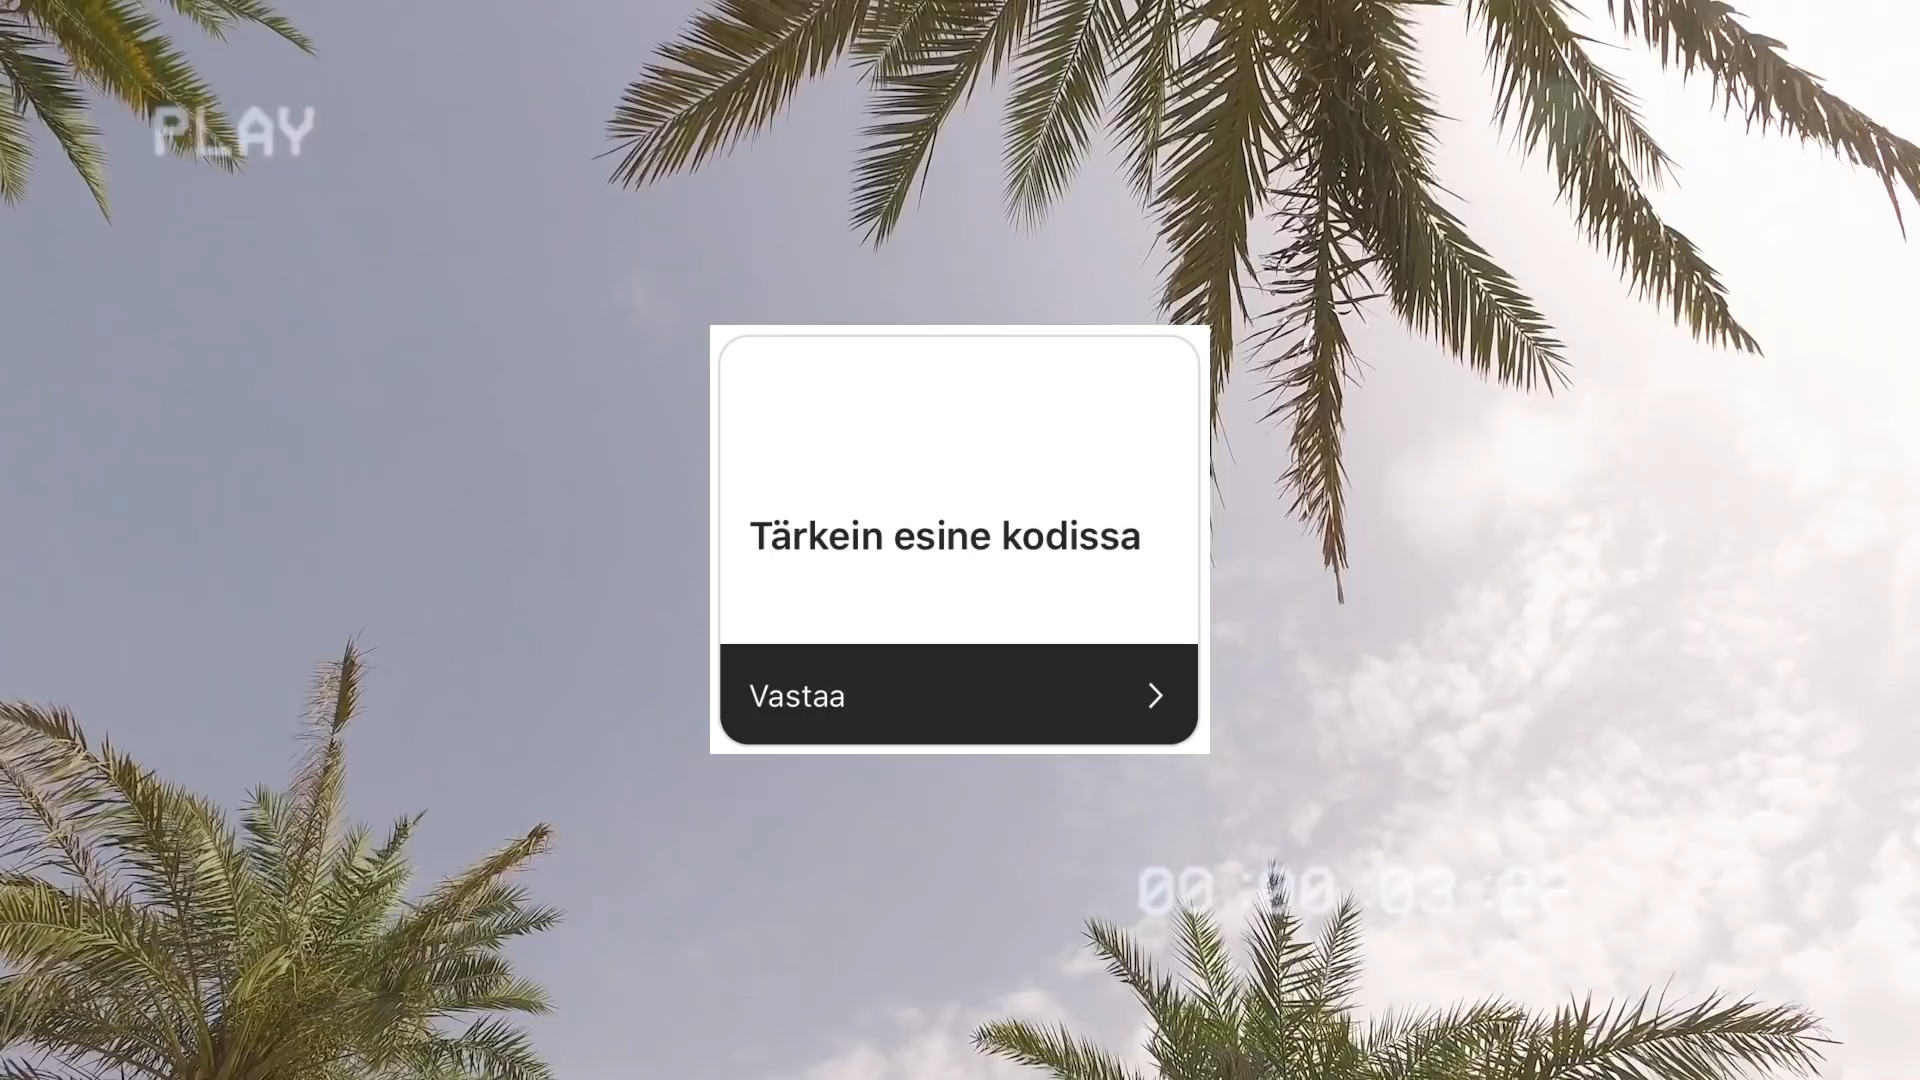 PLAY
Tärkein esine kodissa
Vastaa